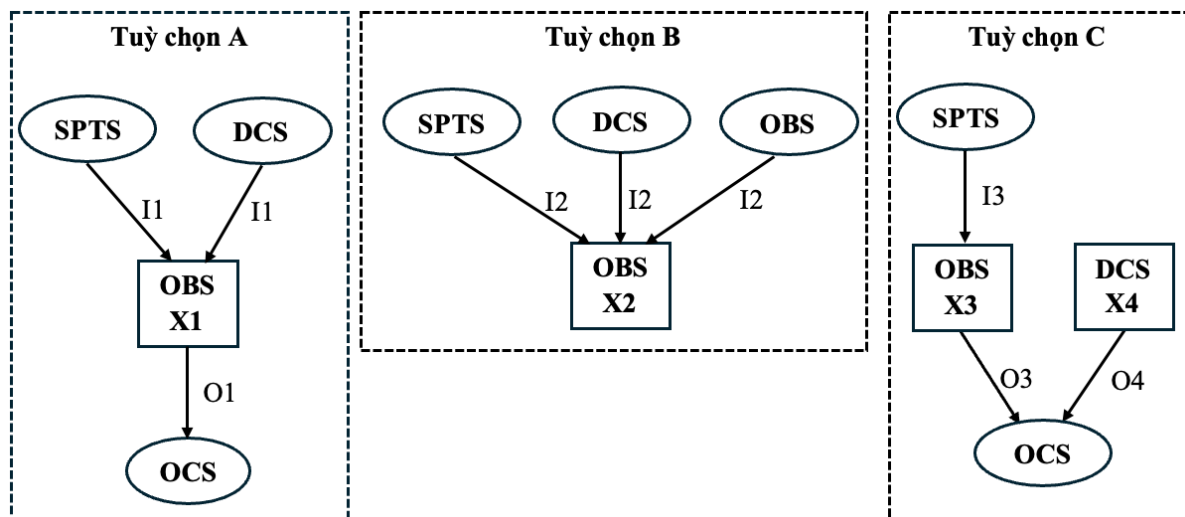 Tuỳ chọn A
SPTS
DCS
I1
I1
OBS
X1
O1
OCS
Tuỳ chọn B
SPTS
DCS
OBS
I2
I2
I2
OBS
X2
Tuỳ chọn C
SPTS
I3
OBS
X3
DCS
X4
O3
O4
OCS